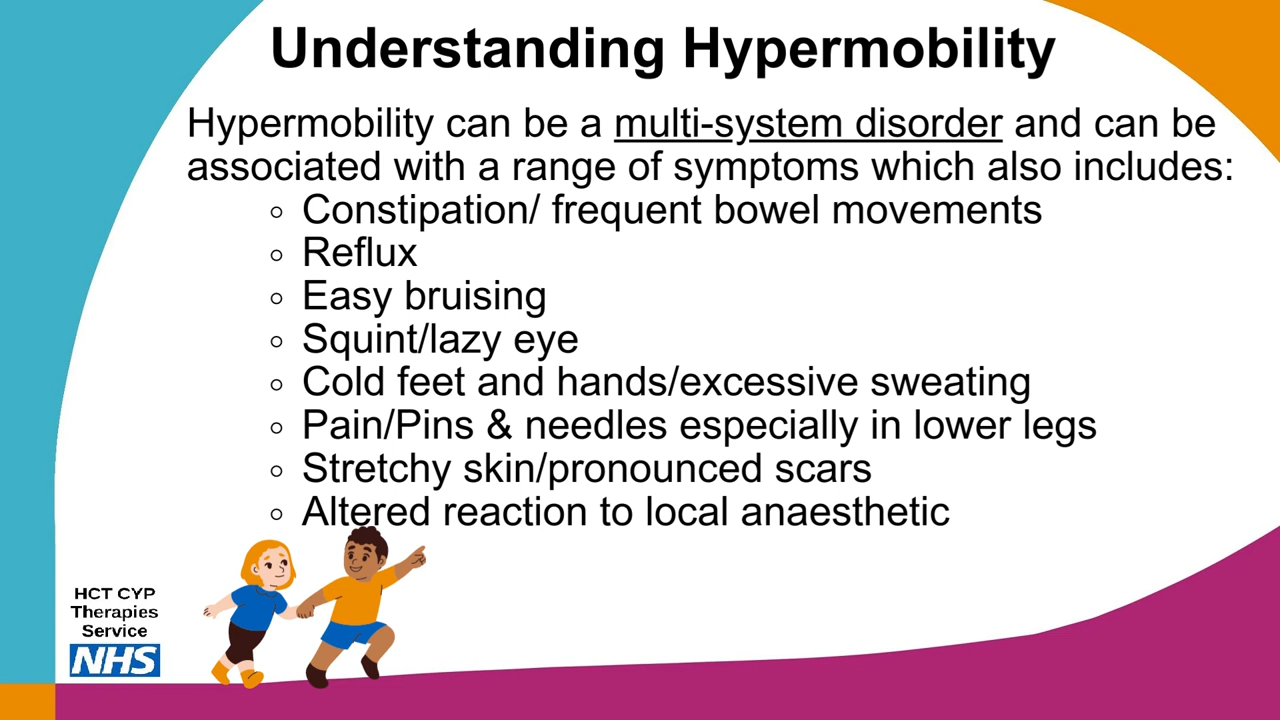 Understanding Hypermobility
Hypermobility can be a multi-system disorder and can be
associated with a range of symptoms which also includes:
Constipation/ frequent bowel movements
Reflux
Easy bruising
Squint/lazy eye
Cold feet and hands/excessive sweating
Pain/Pins & needles especially in lower legs
Stretchy skin/pronounced scars
Altered reaction to local anaesthetic
HCT CYP
Therapies
Service
NHS